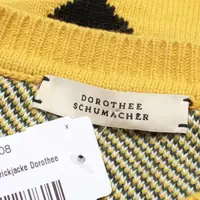 DOROTHEE
SCHUMACHER
x
08
rickjacke Dorothee